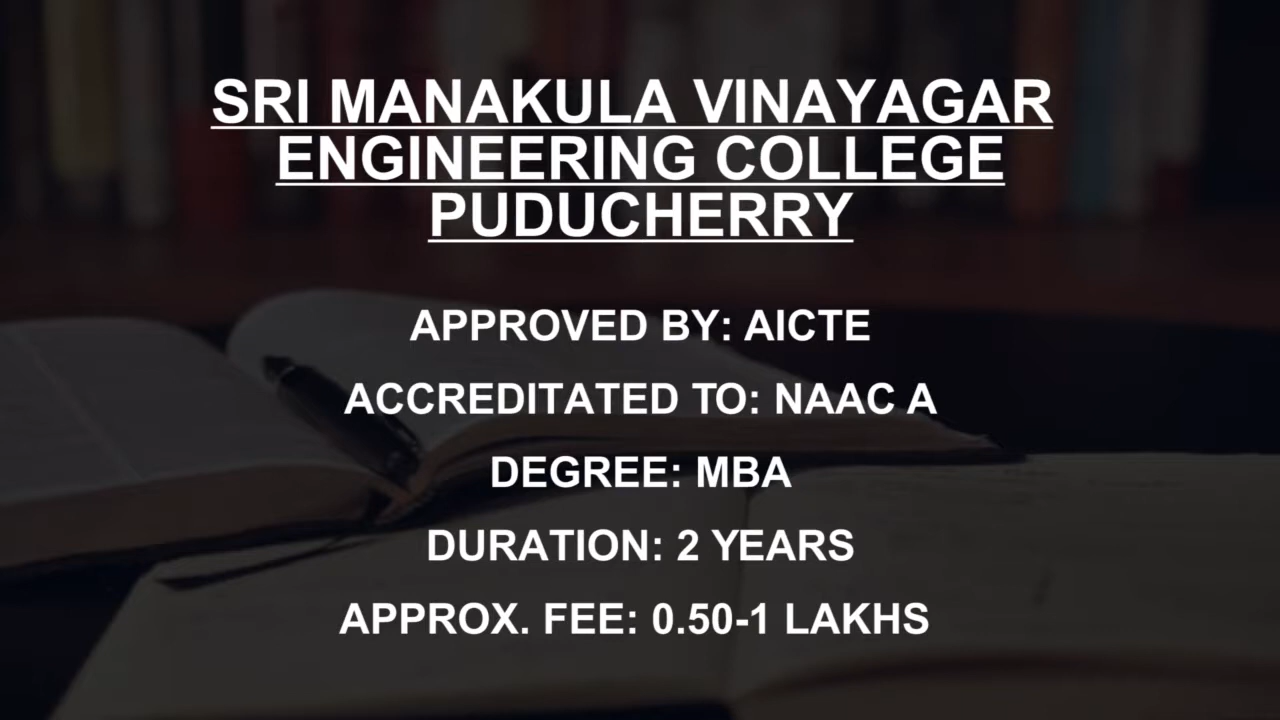 SRI MANAKULA VINAYAGAR
ENGINEERING COLLEGE
PUDUCHERRY
APPROVED BY: AICTE
ACCREDITATED TO: NAAC A
DEGREE: MBA
DURATION: 2 YEARS
APPROX. FEE: 0.50-1 LAKHS